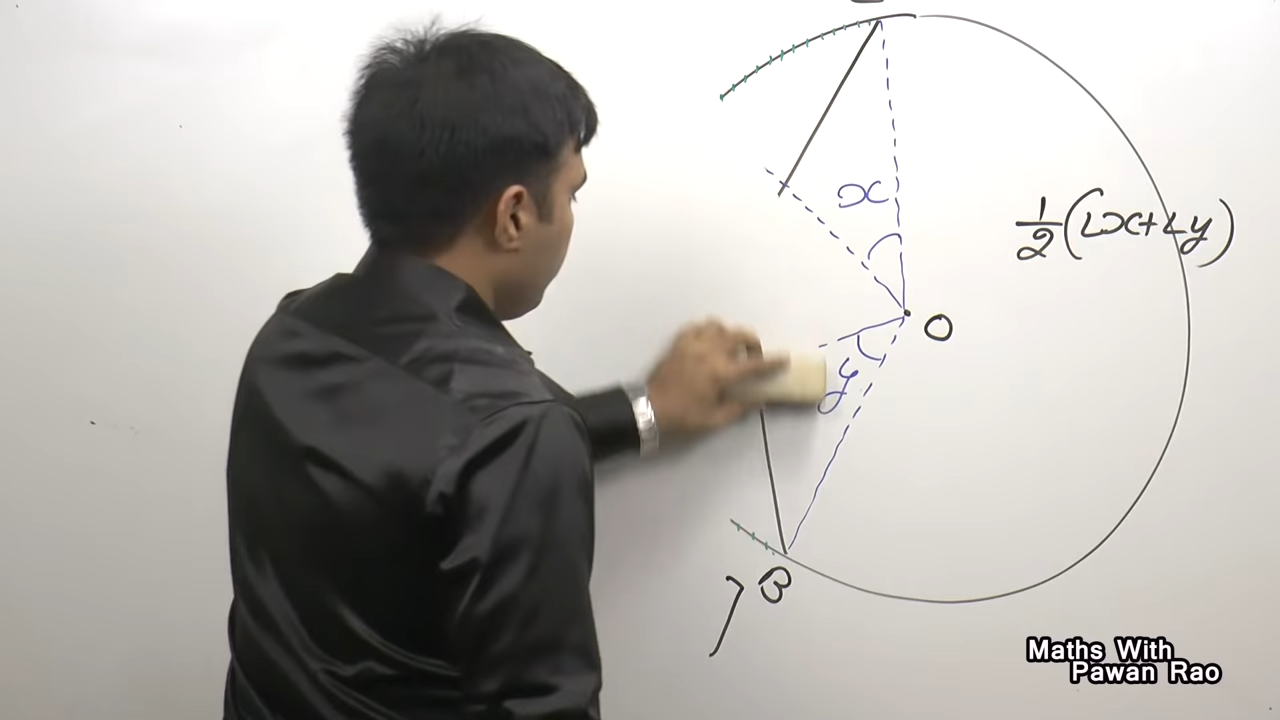 x
1/2 (∠x+∠y)
O
y
B
Maths With
Pawan Rao